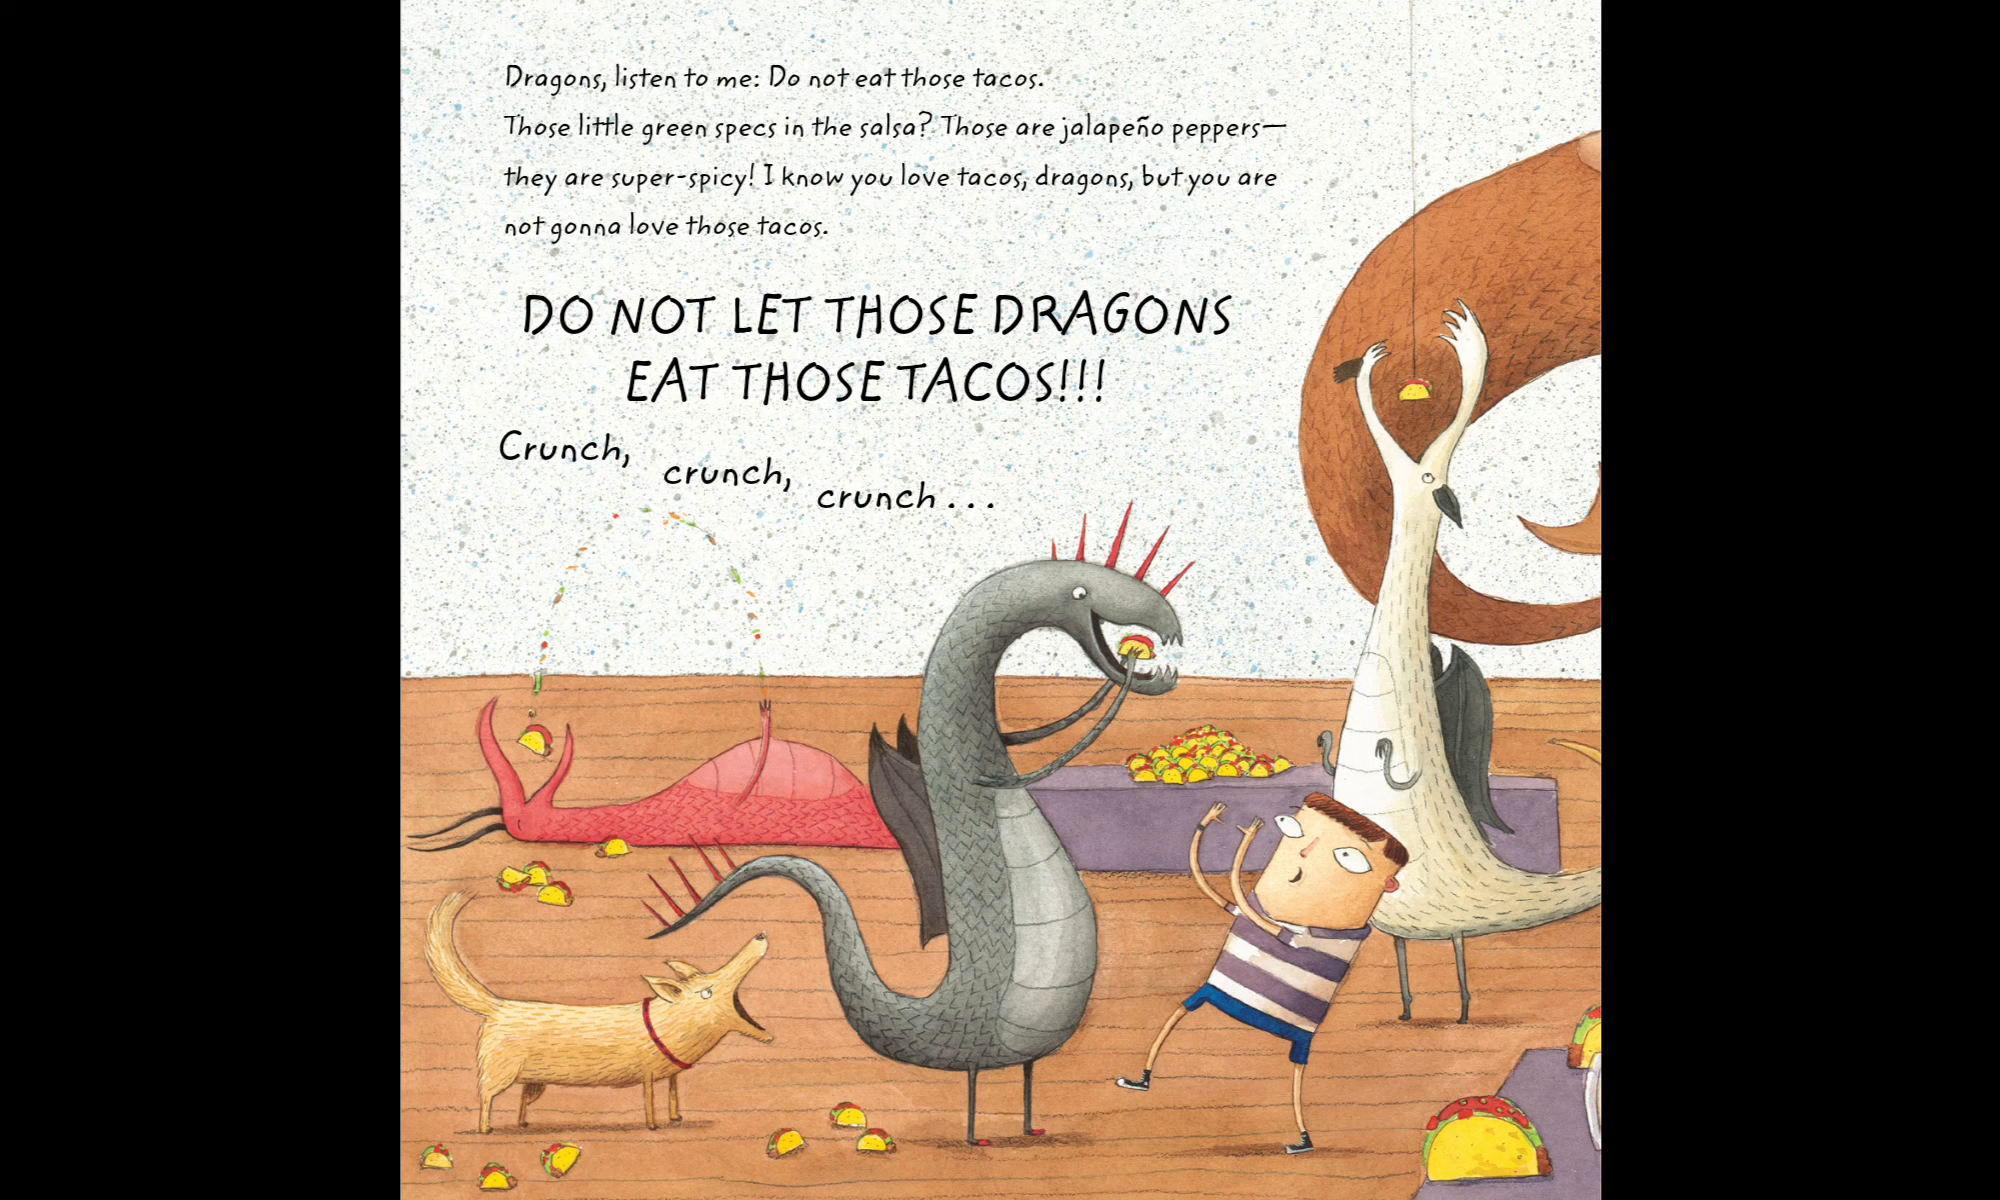 Dragons, listen to me: Do not eat those tacos.
Those little green specs in the salsa? Those are jalapeño peppers—
they are super-spicy! I know you love tacos, dragons, but you are
not gonna love those tacos.
DO NOT LET THOSE DRAGONS
EAT THOSE TACOS!!!
Crunch,
crunch,
crunch . . .